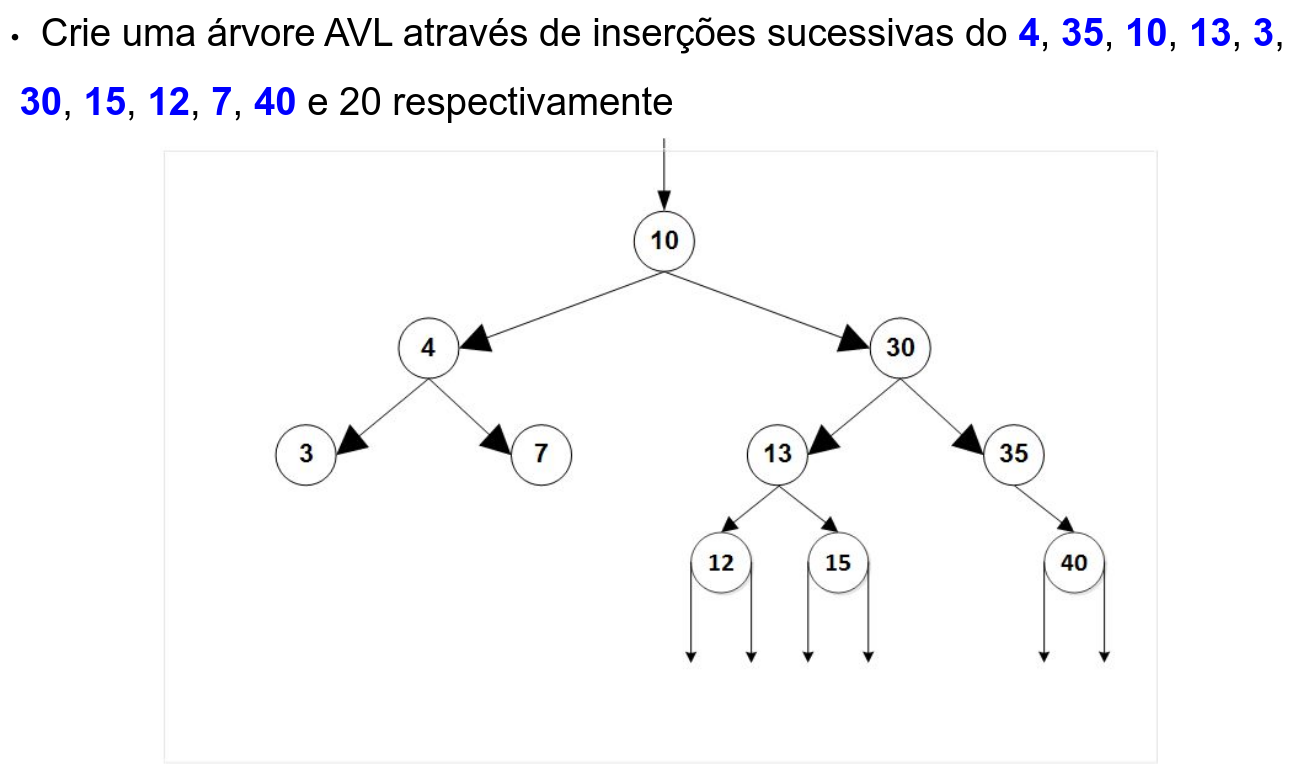 • Crie uma árvore AVL através de inserções sucessivas do 4, 35, 10, 13, 3,
30, 15, 12, 7, 40 e 20 respectivamente
10
4 30
3 7 13 35
12 15 40